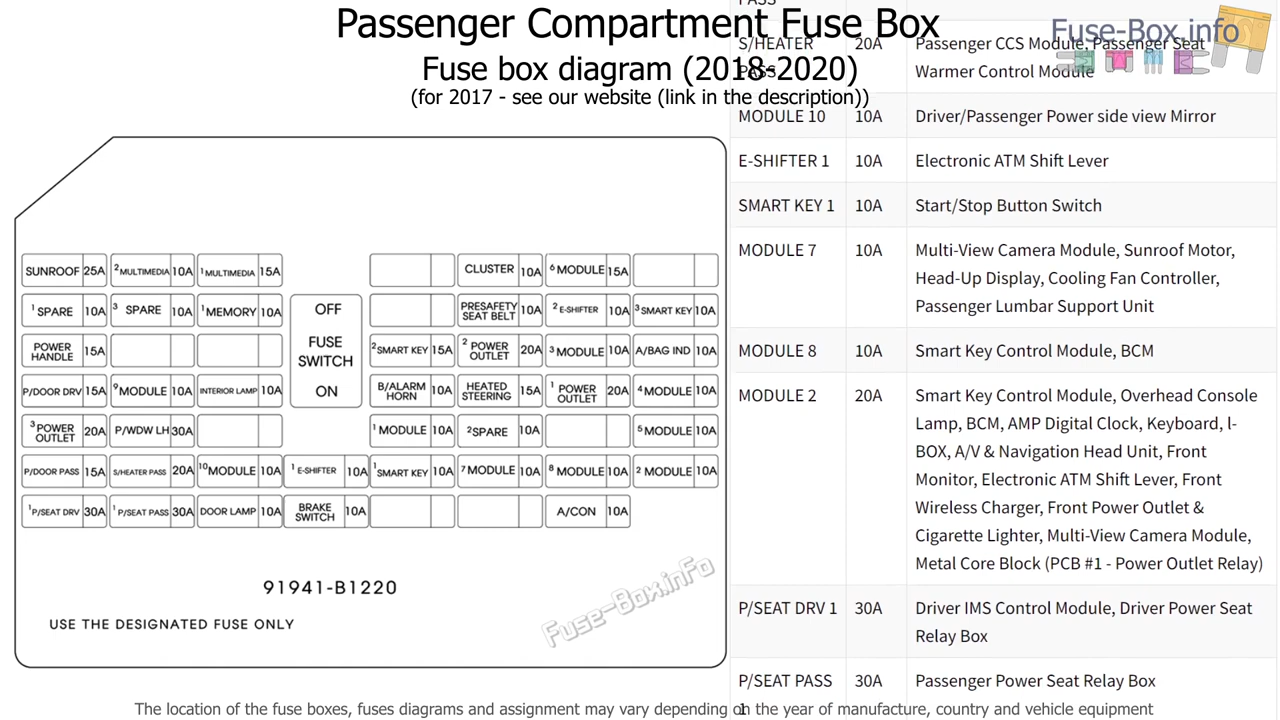 Passenger Compartment Fuse Box
Fuse box diagram (2018-2020)
(for 2017 - see our website (link in the description))
Fuse-Box.info
SUNROOF 25A 2 MULTIMEDIA 10A 1 MULTIMEDIA 15A CLUSTER 10A 6 MODULE 15A
1 SPARE 10A 3 SPARE 10A 1 MEMORY 10A OFF PRESAFETY SEAT BELT 10A 2 E-SHIFTER 10A 3 SMART KEY 10A
POWER HANDLE 15A FUSE SWITCH 2 SMART KEY 15A 2 POWER OUTLET 20A 3 MODULE 10A A/BAG IND 10A
P/DOOR DRV 15A 9 MODULE 10A INTERIOR LAMP 10A ON B/ALARM HORN 10A HEATED STEERING 15A 1 POWER OUTLET 20A 4 MODULE 10A
3 POWER OUTLET 20A P/WDW LH 30A 1 MODULE 10A 2 SPARE 10A 5 MODULE 10A
P/DOOR PASS 15A S/HEATER PASS 20A 10 MODULE 10A 1 E-SHIFTER 10A 1 SMART KEY 10A 7 MODULE 10A 8 MODULE 10A 2 MODULE 10A
1 P/SEAT DRV 30A 1 P/SEAT PASS 30A DOOR LAMP 10A BRAKE SWITCH 10A A/CON 10A
91941-B1220
USE THE DESIGNATED FUSE ONLY
Fuse-Box.info
PASS
S/HEATER PASS 20A Passenger CCS Module, Passenger Seat
Warmer Control Module
MODULE 10 10A Driver/Passenger Power side view Mirror
E-SHIFTER 1 10A Electronic ATM Shift Lever
SMART KEY 1 10A Start/Stop Button Switch
MODULE 7 10A Multi-View Camera Module, Sunroof Motor,
Head-Up Display, Cooling Fan Controller,
Passenger Lumbar Support Unit
MODULE 8 10A Smart Key Control Module, BCM
MODULE 2 20A Smart Key Control Module, Overhead Console
Lamp, BCM, AMP Digital Clock, Keyboard, l-
BOX, A/V & Navigation Head Unit, Front
Monitor, Electronic ATM Shift Lever, Front
Wireless Charger, Front Power Outlet &
Cigarette Lighter, Multi-View Camera Module,
Metal Core Block (PCB #1 - Power Outlet Relay)
P/SEAT DRV 1 30A Driver IMS Control Module, Driver Power Seat
Relay Box
P/SEAT PASS 30A Passenger Power Seat Relay Box
1
The location of the fuse boxes, fuses diagrams and assignment may vary depending on the year of manufacture, country and vehicle equipment